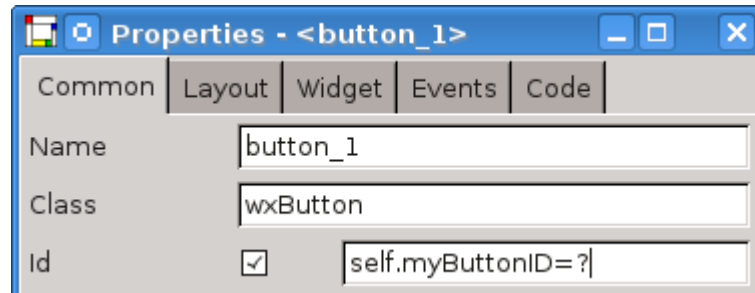 Properties - <button_1>
Common Layout Widget Events Code
Name button_1
Class wxButton
Id self.myButtonID=?